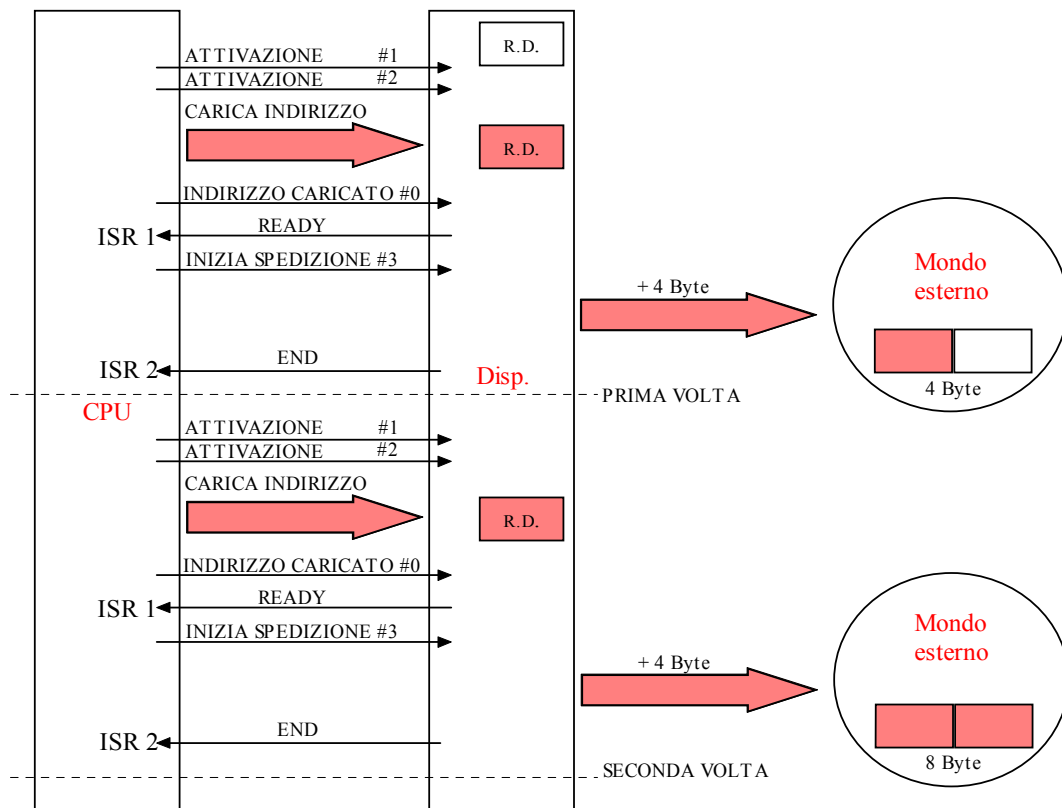 R.D.
ATTIVAZIONE #1
ATTIVAZIONE #2
CARICA INDIRIZZO
R.D.
INDIRIZZO CARICATO #0
READY
ISR 1
INIZIA SPEDIZIONE #3
+ 4 Byte
Mondo
esterno
4 Byte
END
ISR 2
Disp.
PRIMA VOLTA
CPU
ATTIVAZIONE #1
ATTIVAZIONE #2
CARICA INDIRIZZO
R.D.
INDIRIZZO CARICATO #0
READY
ISR 1
INIZIA SPEDIZIONE #3
+ 4 Byte
Mondo
esterno
8 Byte
END
ISR 2
SECONDA VOLTA